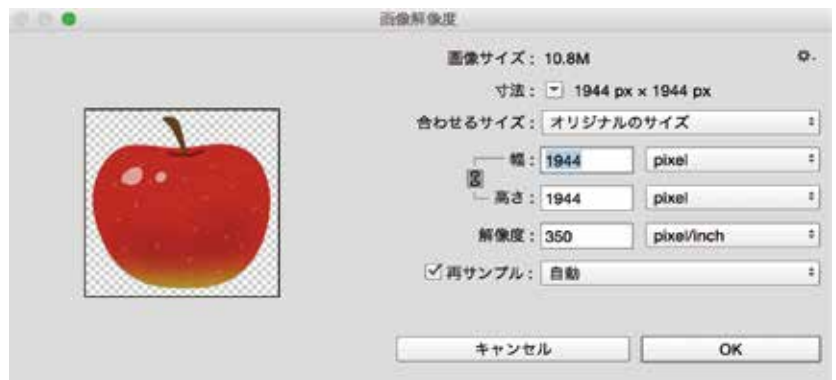 画像解像度
画像サイズ： 10.8M
寸法： 1944 px × 1944 px
合わせるサイズ： オリジナルのサイズ
幅： 1944 pixel
高さ： 1944 pixel
解像度： 350 pixel/inch
再サンプル： 自動
キャンセル OK